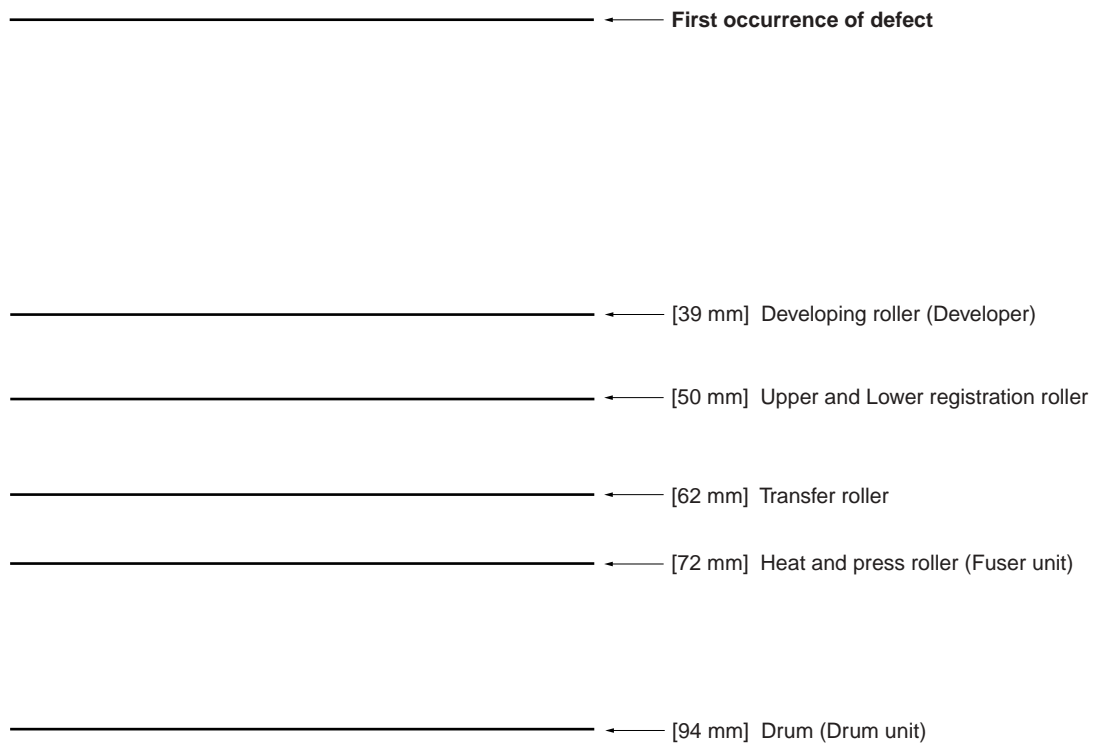 First occurrence of defect
[39 mm] Developing roller (Developer)
[50 mm] Upper and Lower registration roller
[62 mm] Transfer roller
[72 mm] Heat and press roller (Fuser unit)
[94 mm] Drum (Drum unit)